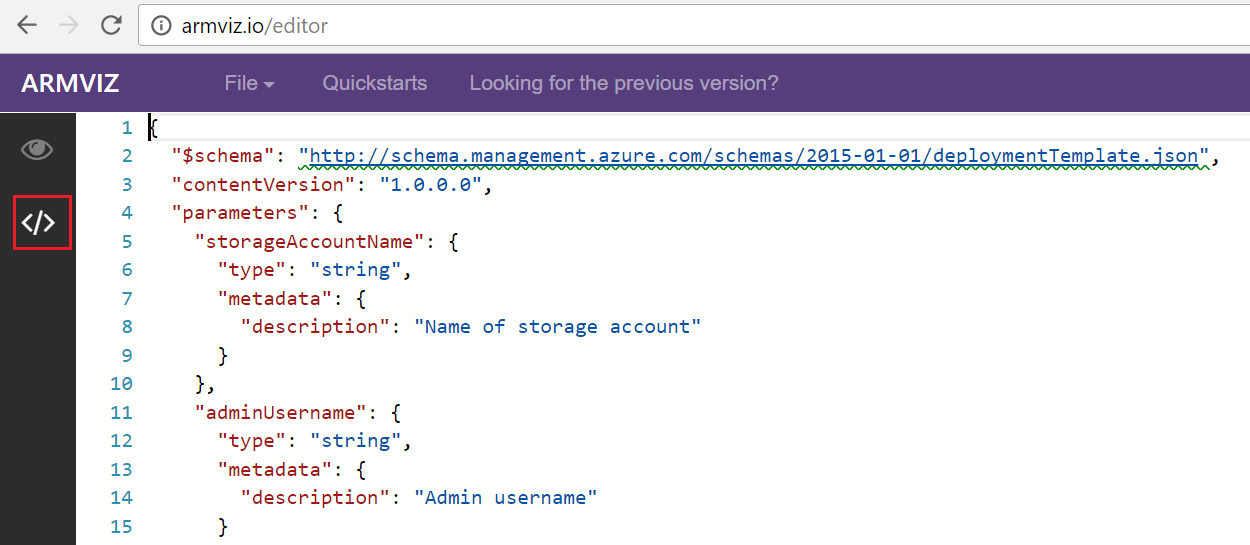 armviz.io/editor
ARMVIZ File Quickstarts Looking for the previous version?
1 {
2 "$schema": "http://schema.management.azure.com/schemas/2015-01-01/deploymentTemplate.json",
3 "contentVersion": "1.0.0.0",
4 "parameters": {
5 "storageAccountName": {
6 "type": "string",
7 "metadata": {
8 "description": "Name of storage account"
9 }
10 },
11 "adminUsername": {
12 "type": "string",
13 "metadata": {
14 "description": "Admin username"
15 }